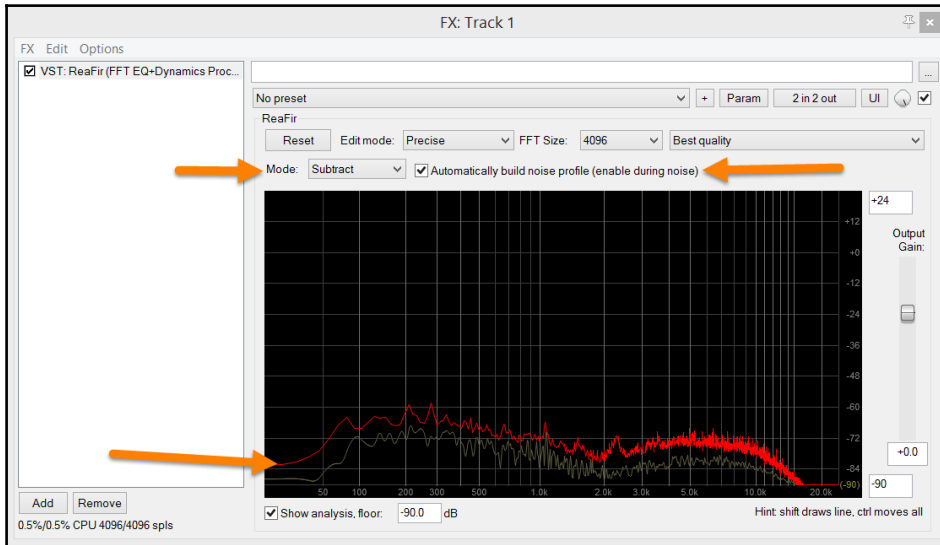 FX: Track 1
FX Edit Options
VST: ReaFir (FFT EQ+Dynamics Proc...
...
No preset
+
Param
2 in 2 out
UI
ReaFir
Reset
Edit mode: Precise
FFT Size: 4096
Best quality
Mode: Subtract
Automatically build noise profile (enable during noise)
+24
Output
Gain:
+12
+0
-12
-24
-36
-48
-60
-72
-84
(-90)
+0.0
-90
50 100 200 300 500 1.0k 2.0k 3.0k 5.0k 10.0k 20.0k
Show analysis, floor: -90.0 dB
Hint: shift draws line, ctrl moves all
Add
Remove
0.5%/0.5% CPU 4096/4096 spls